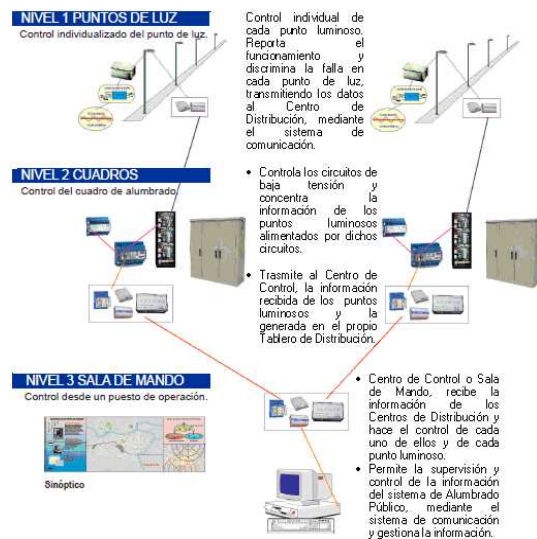 NIVEL 1 PUNTOS DE LUZ
Control individualizado del punto de luz.
Control individual de
cada punto luminoso.
Reporta el
funcionamiento y
discrimina la falla en
cada punto de luz,
transmitiendo los datos
al Centro de
Distribución, mediante
el sistema de
comunicación.
NIVEL 2 CUADROS
Control del cuadro de alumbrado.
• Controla los circuitos de
baja tensión y
concentra la
información de los
puntos luminosos
alimentados por dichos
circuitos.
• Trasmite al Centro de
Control, la información
recibida de los puntos
luminosos y la
generada en el propio
Tablero de Distribución.
NIVEL 3 SALA DE MANDO
Control desde un puesto de operación.
Sinóptico
• Centro de Control o Sala
de Mando, recibe la
información de los
Centros de Distribución y
hace el control de cada
uno de ellos y de cada
punto luminoso.
• Permite la supervisión y
control de la información
del sistema de Alumbrado
Público, mediante el
sistema de comunicación
y gestiona la información.